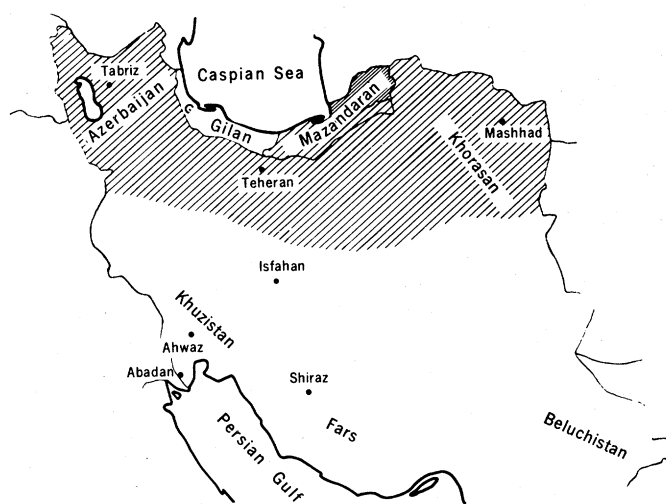 Tabriz
Caspian Sea
Azerbaijan
G
Gilan
Mazandaran
Mashhad
Khorasan
Teheran
Isfahan
Khuzistan
Ahwaz
Abadan
Shiraz
Fars
Persian Gulf
Beluchistan